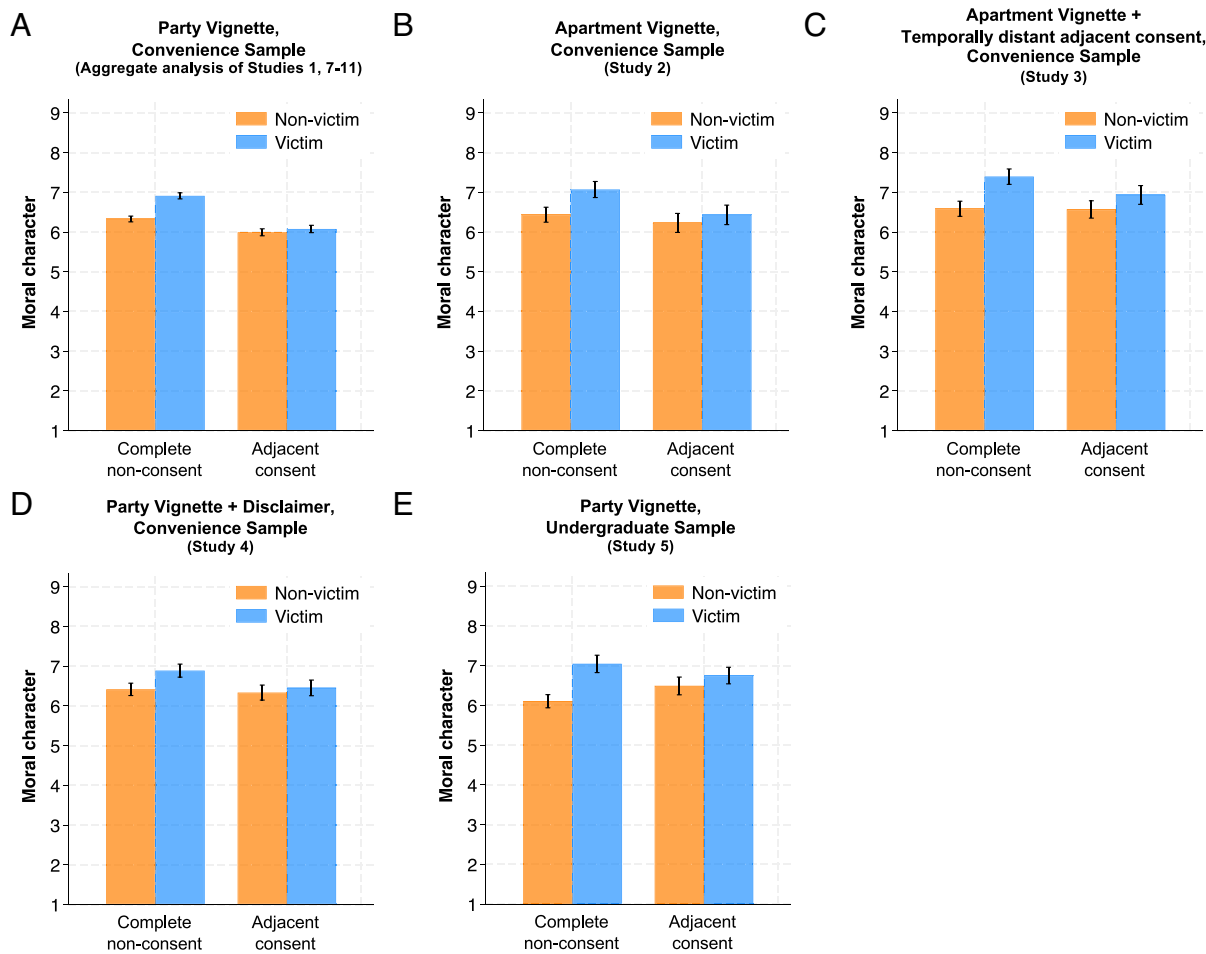 A
Party Vignette,
Convenience Sample
(Aggregate analysis of Studies 1, 7-11)
Moral character
9
8
7
6
5
4
3
2
1
Non-victim
Victim
Complete
non-consent
Adjacent
consent
B
Apartment Vignette,
Convenience Sample
(Study 2)
Moral character
9
8
7
6
5
4
3
2
1
Non-victim
Victim
Complete
non-consent
Adjacent
consent
C
Apartment Vignette +
Temporally distant adjacent consent,
Convenience Sample
(Study 3)
Moral character
9
8
7
6
5
4
3
2
1
Non-victim
Victim
Complete
non-consent
Adjacent
consent
D
Party Vignette + Disclaimer,
Convenience Sample
(Study 4)
Moral character
9
8
7
6
5
4
3
2
1
Non-victim
Victim
Complete
non-consent
Adjacent
consent
E
Party Vignette,
Undergraduate Sample
(Study 5)
Moral character
9
8
7
6
5
4
3
2
1
Non-victim
Victim
Complete
non-consent
Adjacent
consent